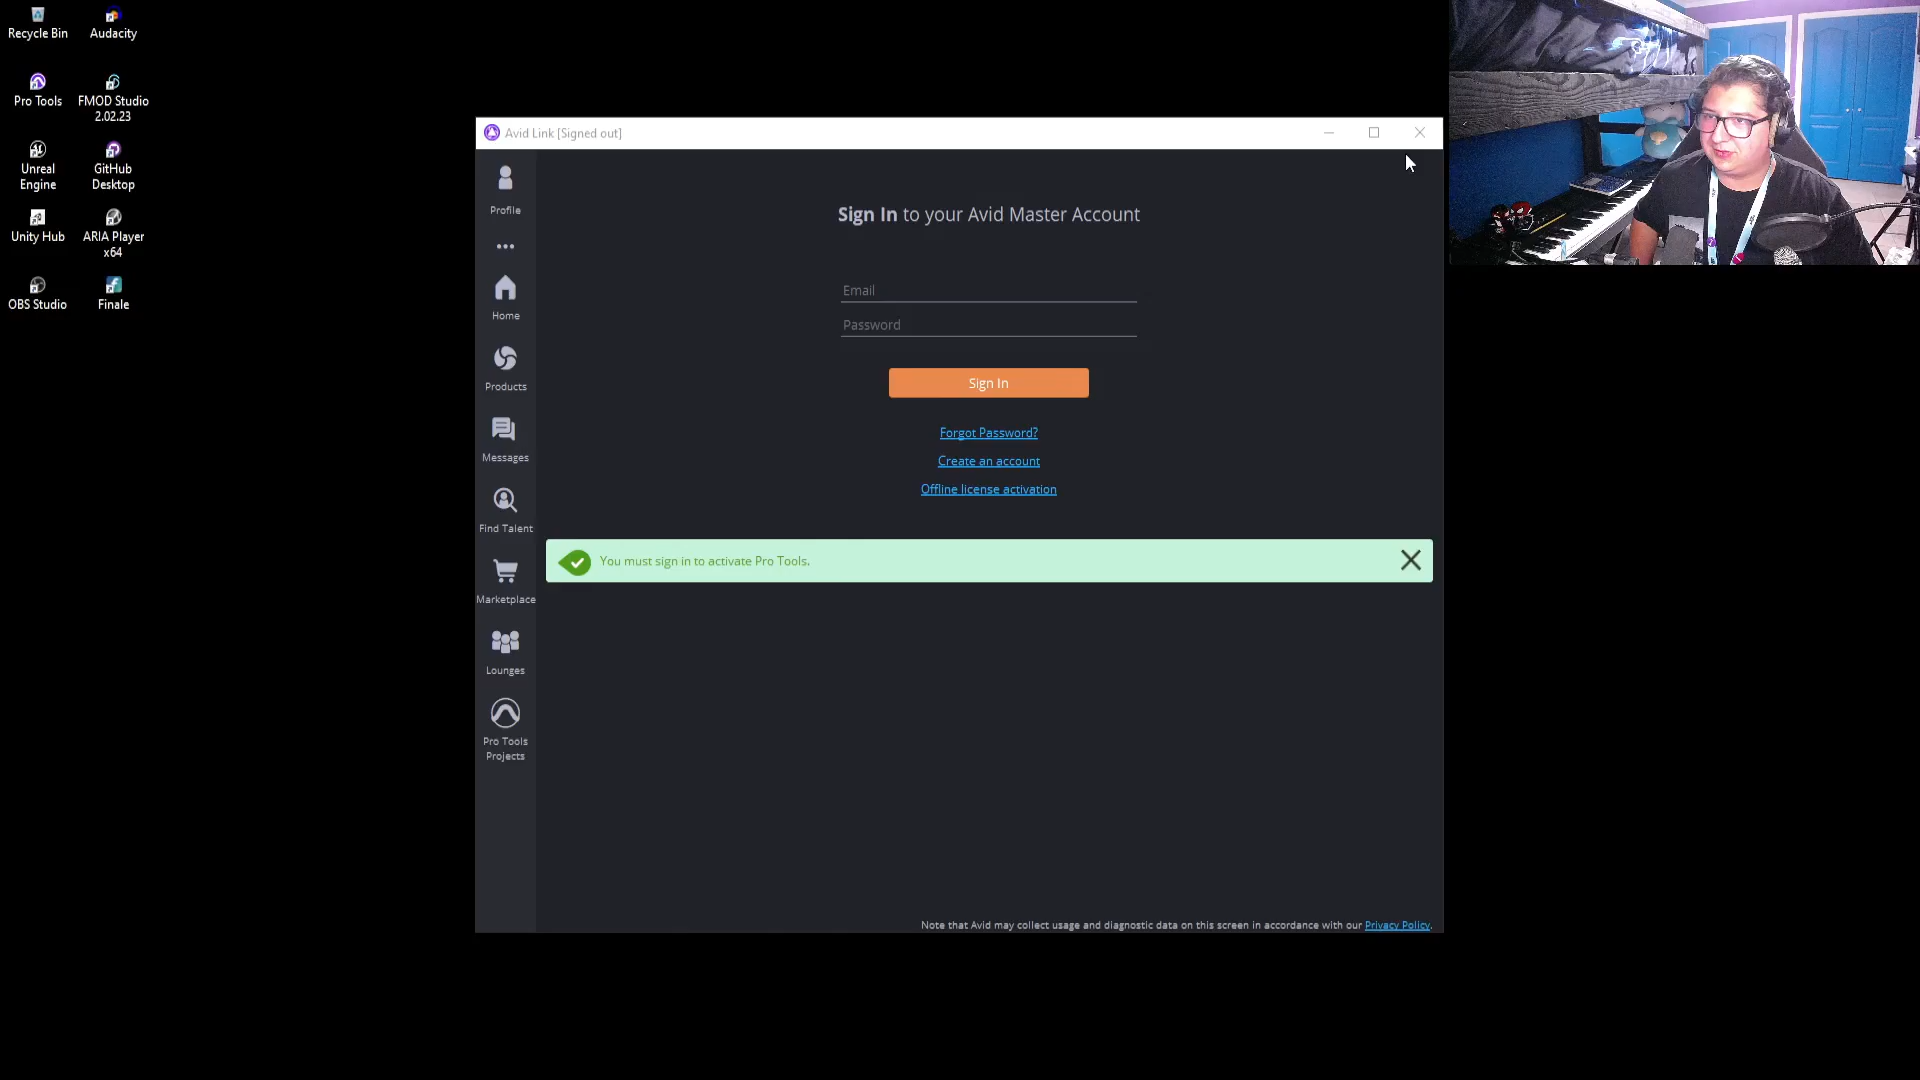 Recycle Bin
Audacity
Pro Tools
FMOD Studio
2.02.23
Unreal
Engine
GitHub
Desktop
Unity Hub
ARIA Player
x64
OBS Studio
Finale
Avid Link [Signed out]
Profile
Home
Products
Messages
Find Talent
Marketplace
Lounges
Pro Tools
Projects
Sign In to your Avid Master Account
Email
Password
Sign In
Forgot Password?
Create an account
Offline license activation
You must sign in to activate Pro Tools.
Note that Avid may collect usage and diagnostic data on this screen in accordance with our Privacy Policy.